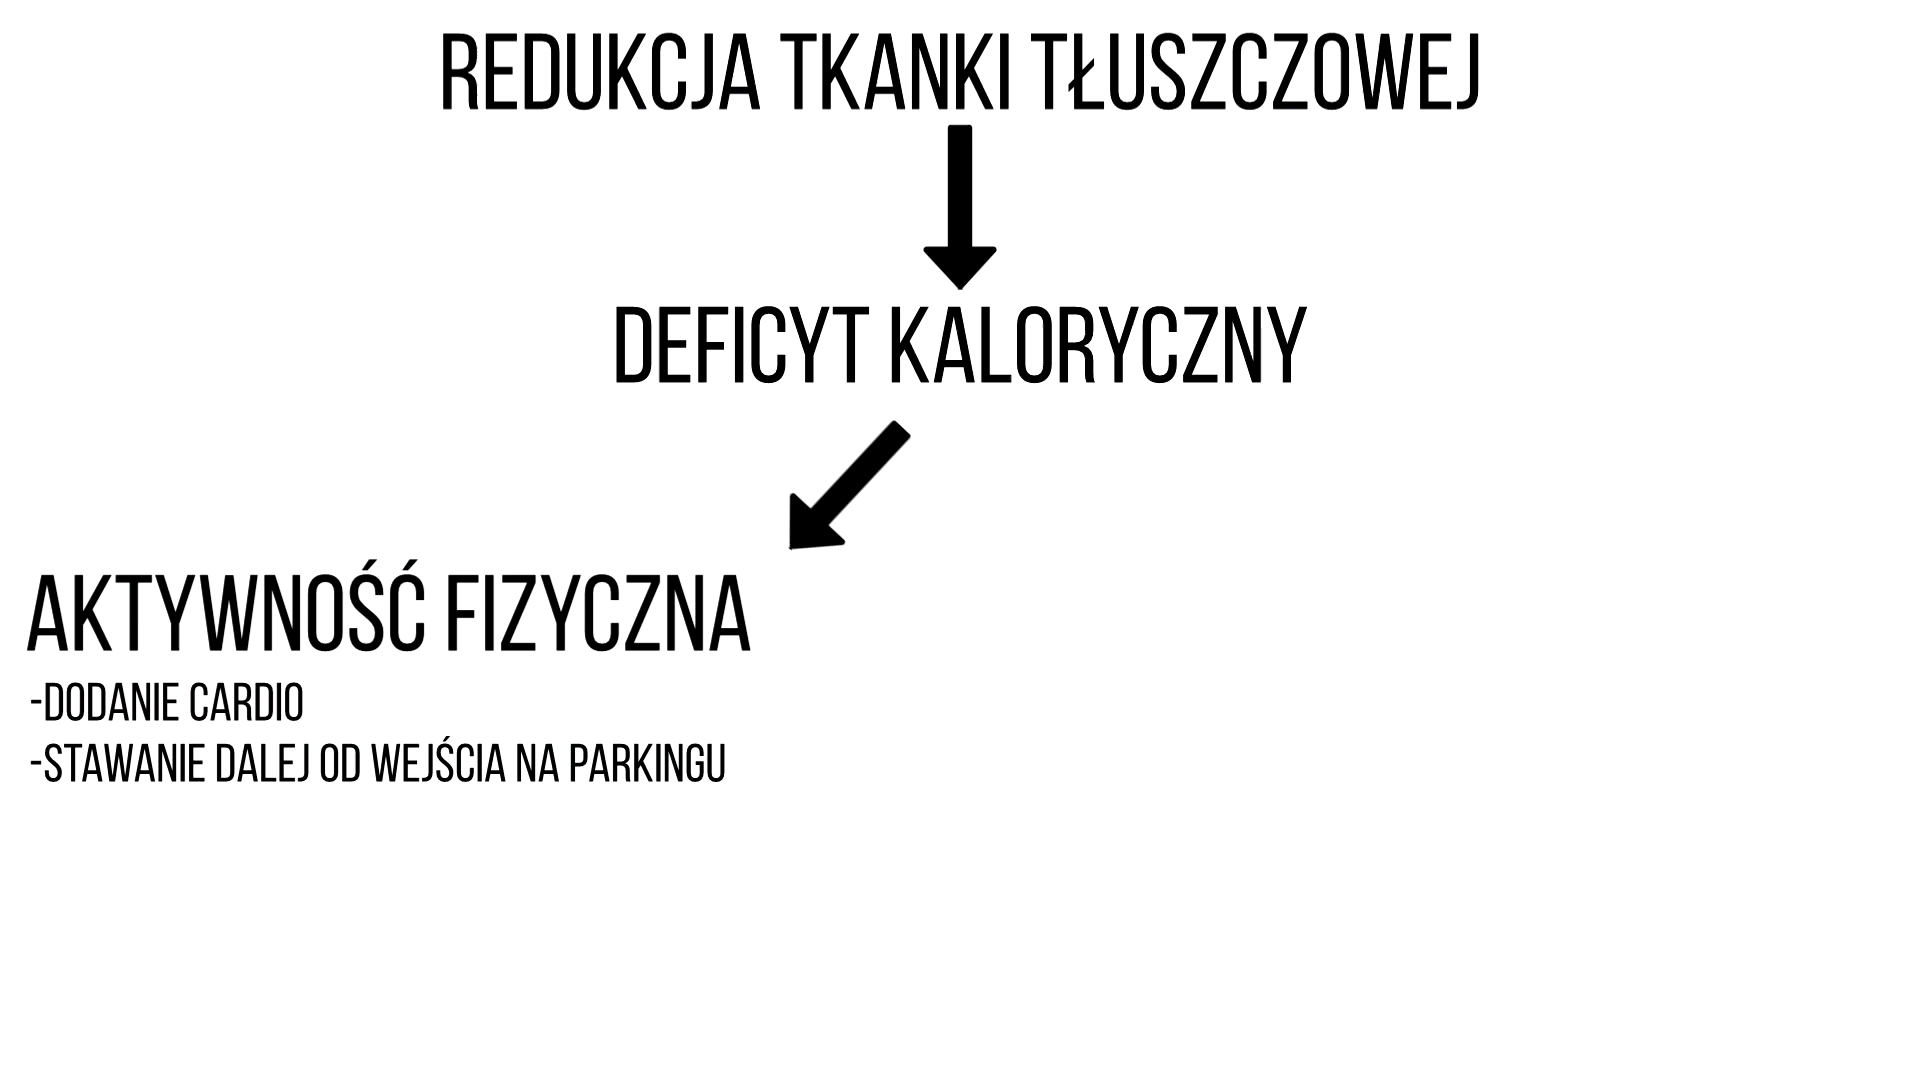 REDUKCJA TKANKI TŁUSZCZOWEJ
DEFICYT KALORYCZNY
AKTYWNOŚĆ FIZYCZNA
-DODANIE CARDIO
-STAWANIE DALEJ OD WEJŚCIA NA PARKINGU